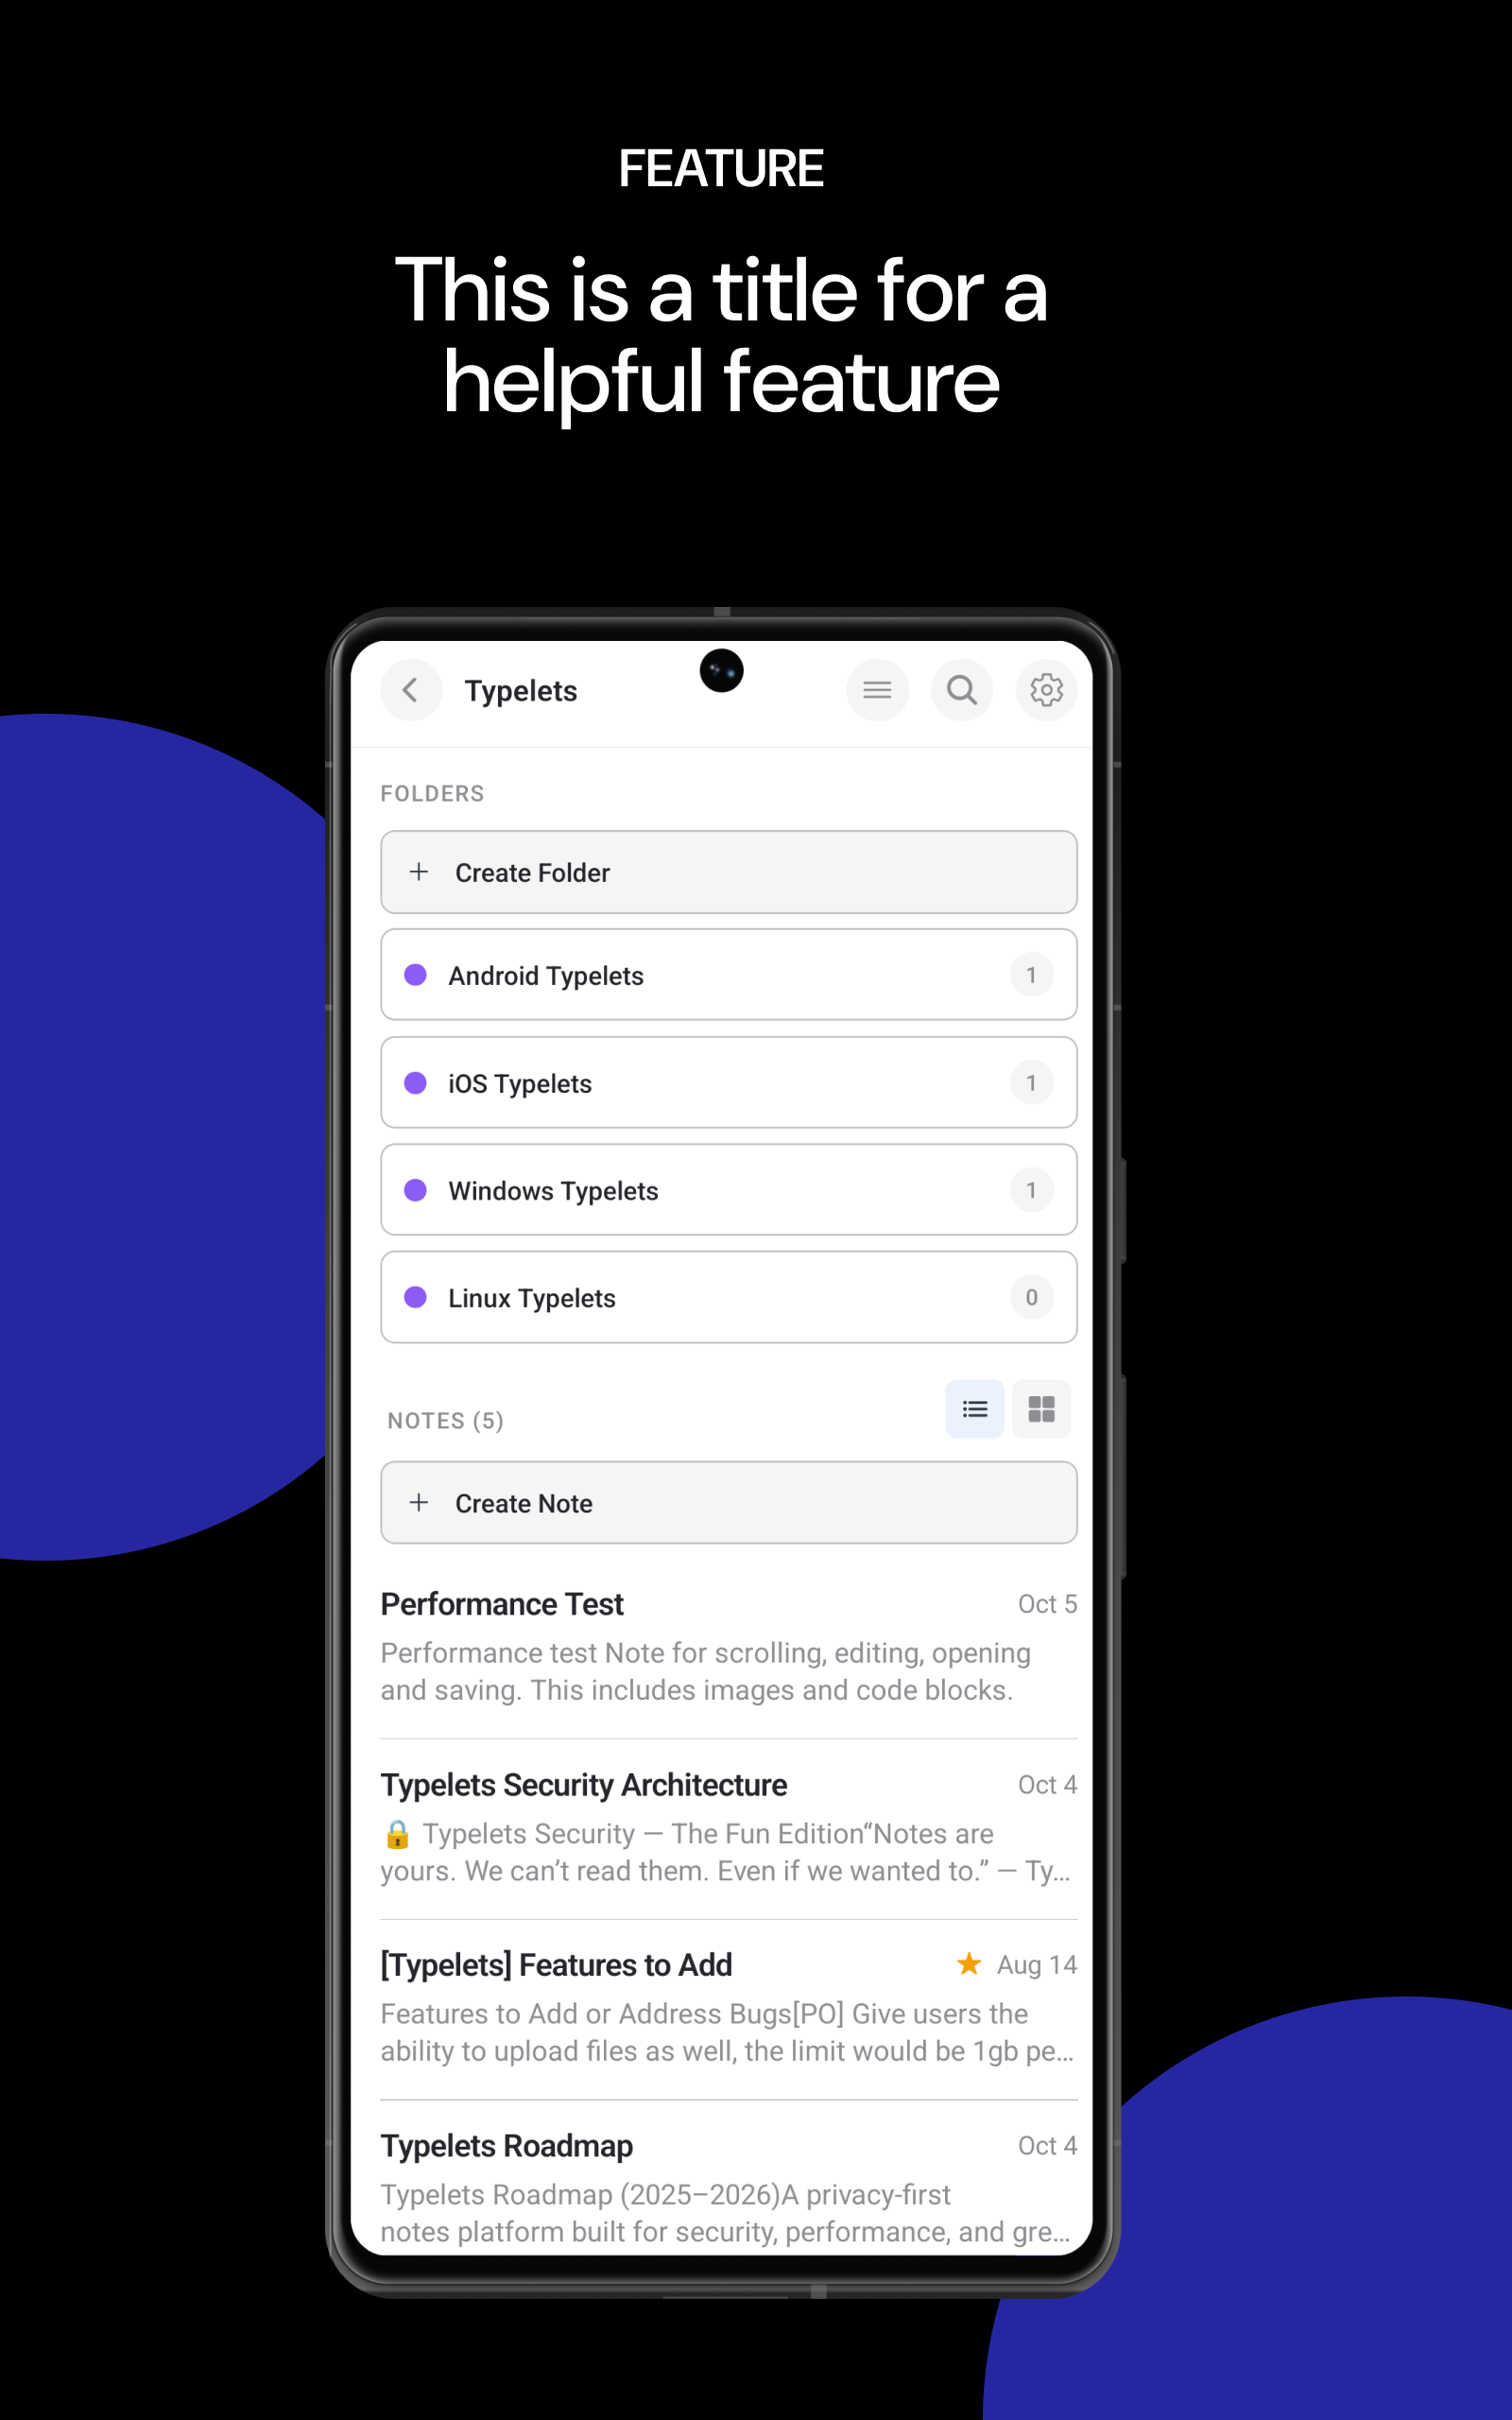 FEATURE
This is a title for a
helpful feature
Typelets
FOLDERS
+ Create Folder
Android Typelets 1
iOS Typelets 1
Windows Typelets 1
Linux Typelets 0
NOTES (5)
+ Create Note
Performance Test Oct 5
Performance test Note for scrolling, editing, opening
and saving. This includes images and code blocks.
Typelets Security Architecture Oct 4
🔒 Typelets Security — The Fun Edition“Notes are
yours. We can’t read them. Even if we wanted to.” — Ty...
[Typelets] Features to Add ★ Aug 14
Features to Add or Address Bugs[PO] Give users the
ability to upload files as well, the limit would be 1gb pe...
Typelets Roadmap Oct 4
Typelets Roadmap (2025–2026)A privacy-first
notes platform built for security, performance, and gre...